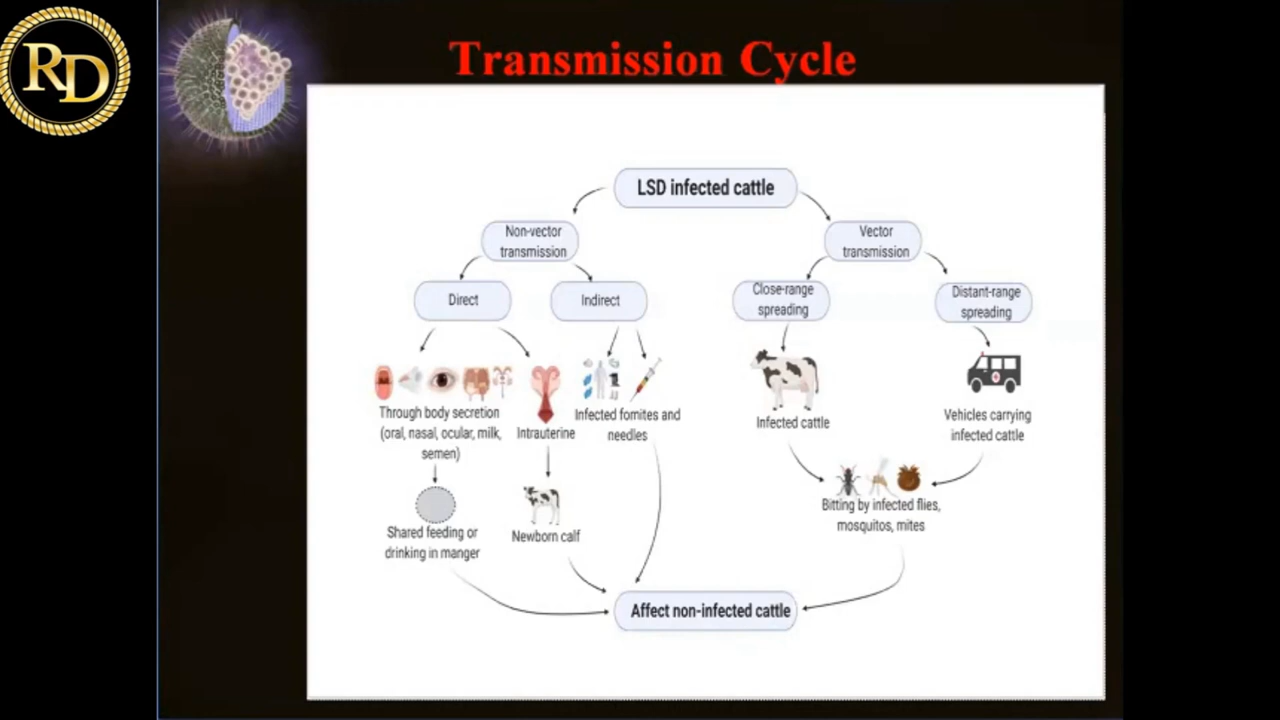 RD
Transmission Cycle
LSD infected cattle
Non-vector
transmission
Vector
transmission
Direct
Indirect
Close-range
spreading
Distant-range
spreading
Through body secretion
(oral, nasal, ocular, milk,
semen)
Intrauterine
Infected fomites and
needles
Infected cattle
Vehicles carrying
infected cattle
Shared feeding or
drinking in manger
Newborn calf
Bitting by infected flies,
mosquitos, mites
Affect non-infected cattle